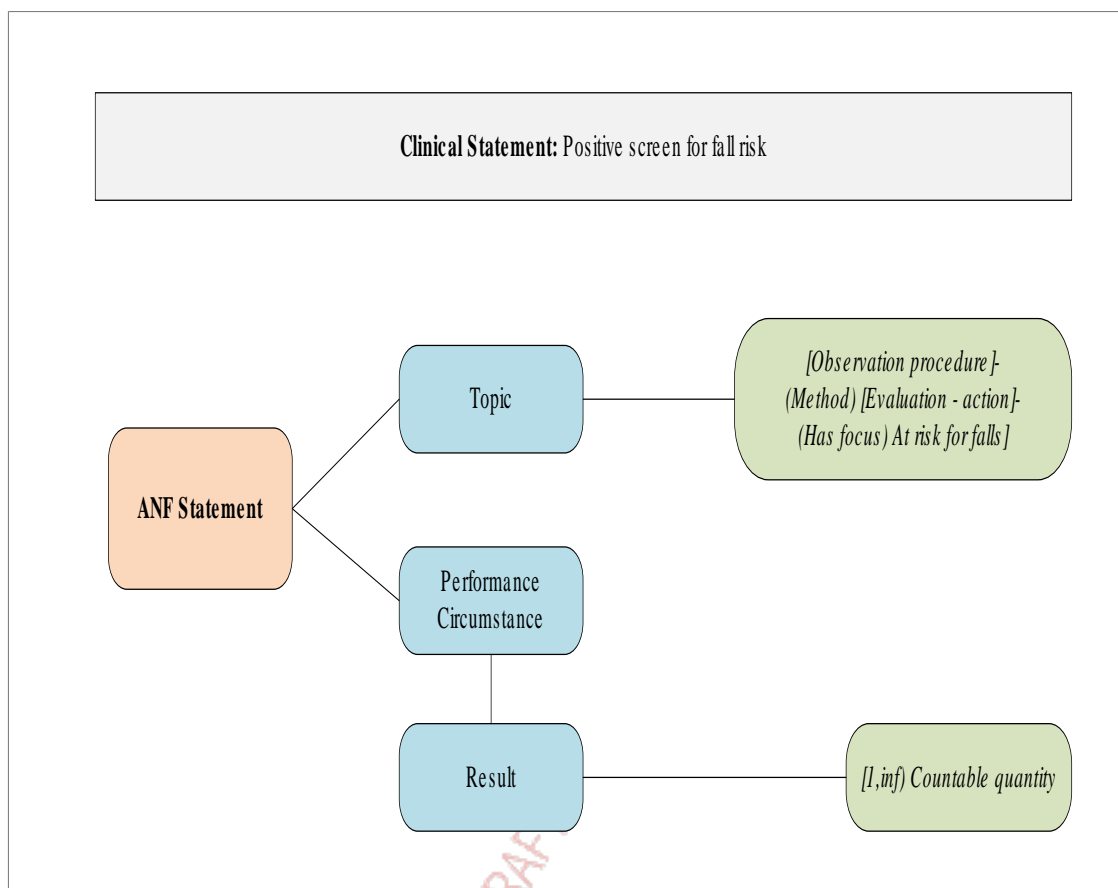 Clinical Statement: Positive screen for fall risk
[Observation procedure]-
(Method) [Evaluation - action]-
(Has focus) At risk for falls]
Topic
ANF Statement
Performance
Circumstance
Result
[1,inf) Countable quantity